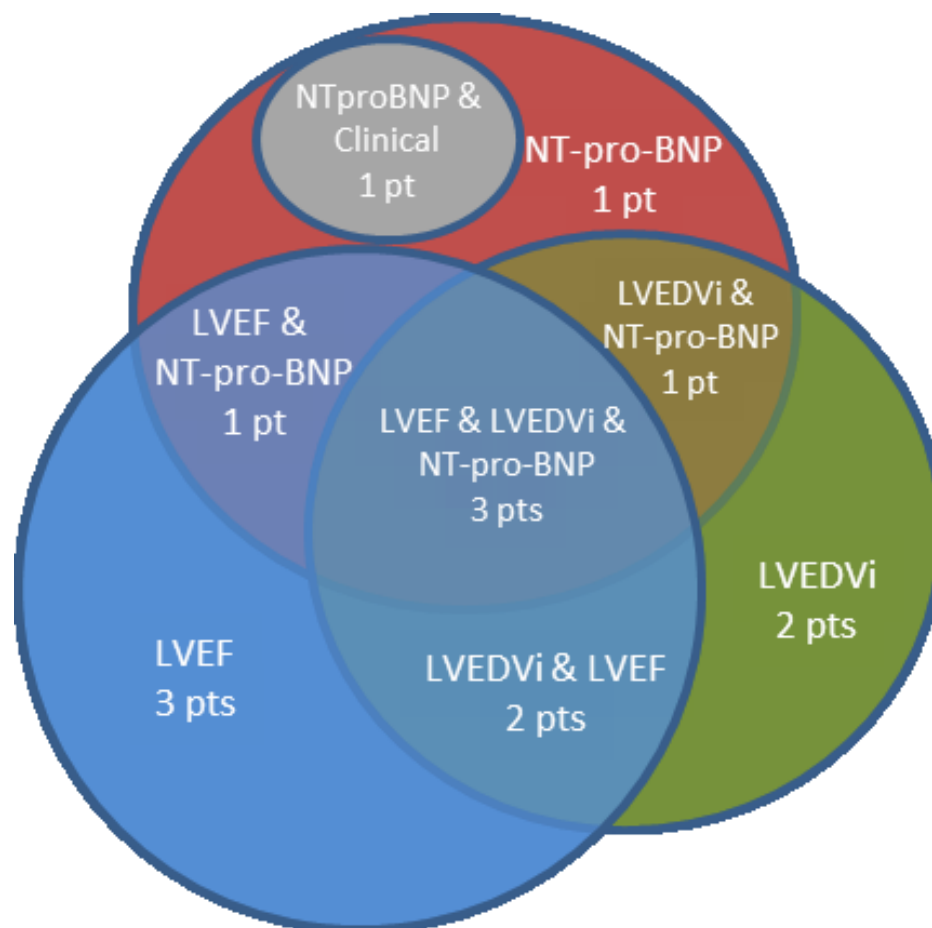 NTproBNP &
Clinical
1 pt
NT-pro-BNP
1 pt
LVEDVi &
NT-pro-BNP
1 pt
LVEF &
NT-pro-BNP
1 pt
LVEF & LVEDVi &
NT-pro-BNP
3 pts
LVEDVi
2 pts
LVEF
3 pts
LVEDVi & LVEF
2 pts